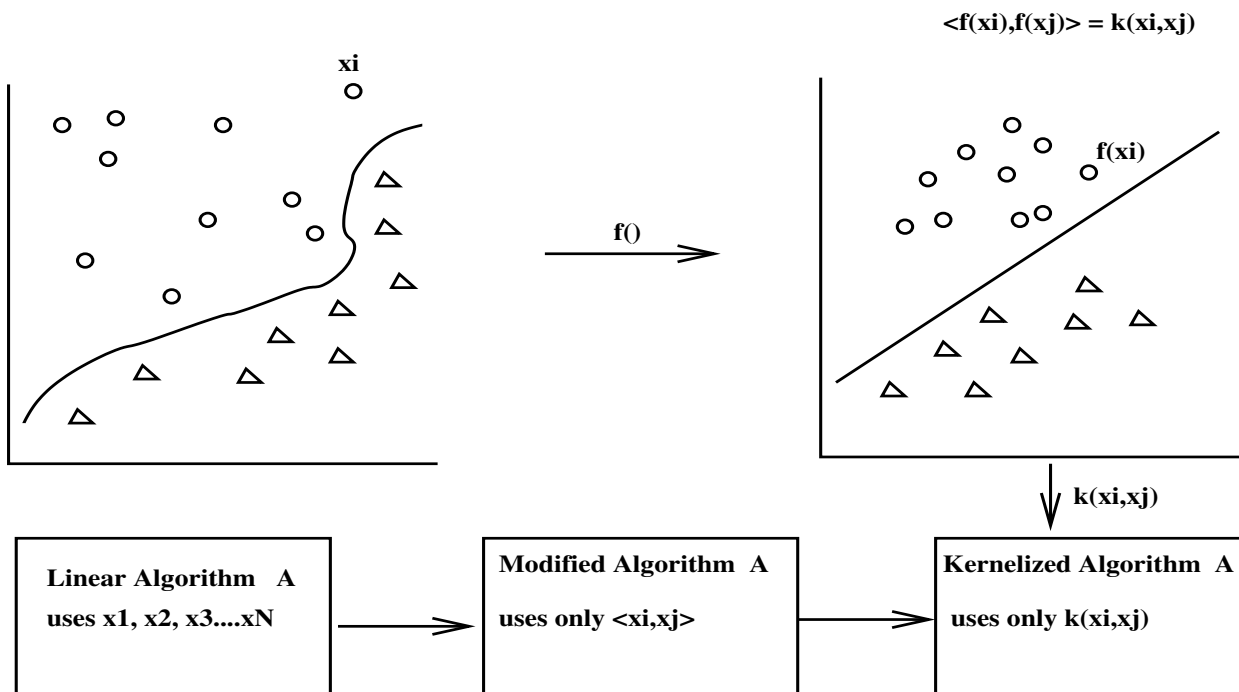 <f(xi),f(xj)> = k(xi,xj)
xi
f(xi)
f()
k(xi,xj)
Linear Algorithm A
uses x1, x2, x3....xN
Modified Algorithm A
uses only <xi,xj>
Kernelized Algorithm A
uses only k(xi,xj)